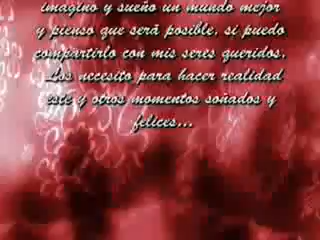 imagino y sueño un mundo mejor
y pienso que será posible, si puedo
compartirlo con mis seres queridos.
Los necesito para hacer realidad
este y otros momentos soñados y
felices...